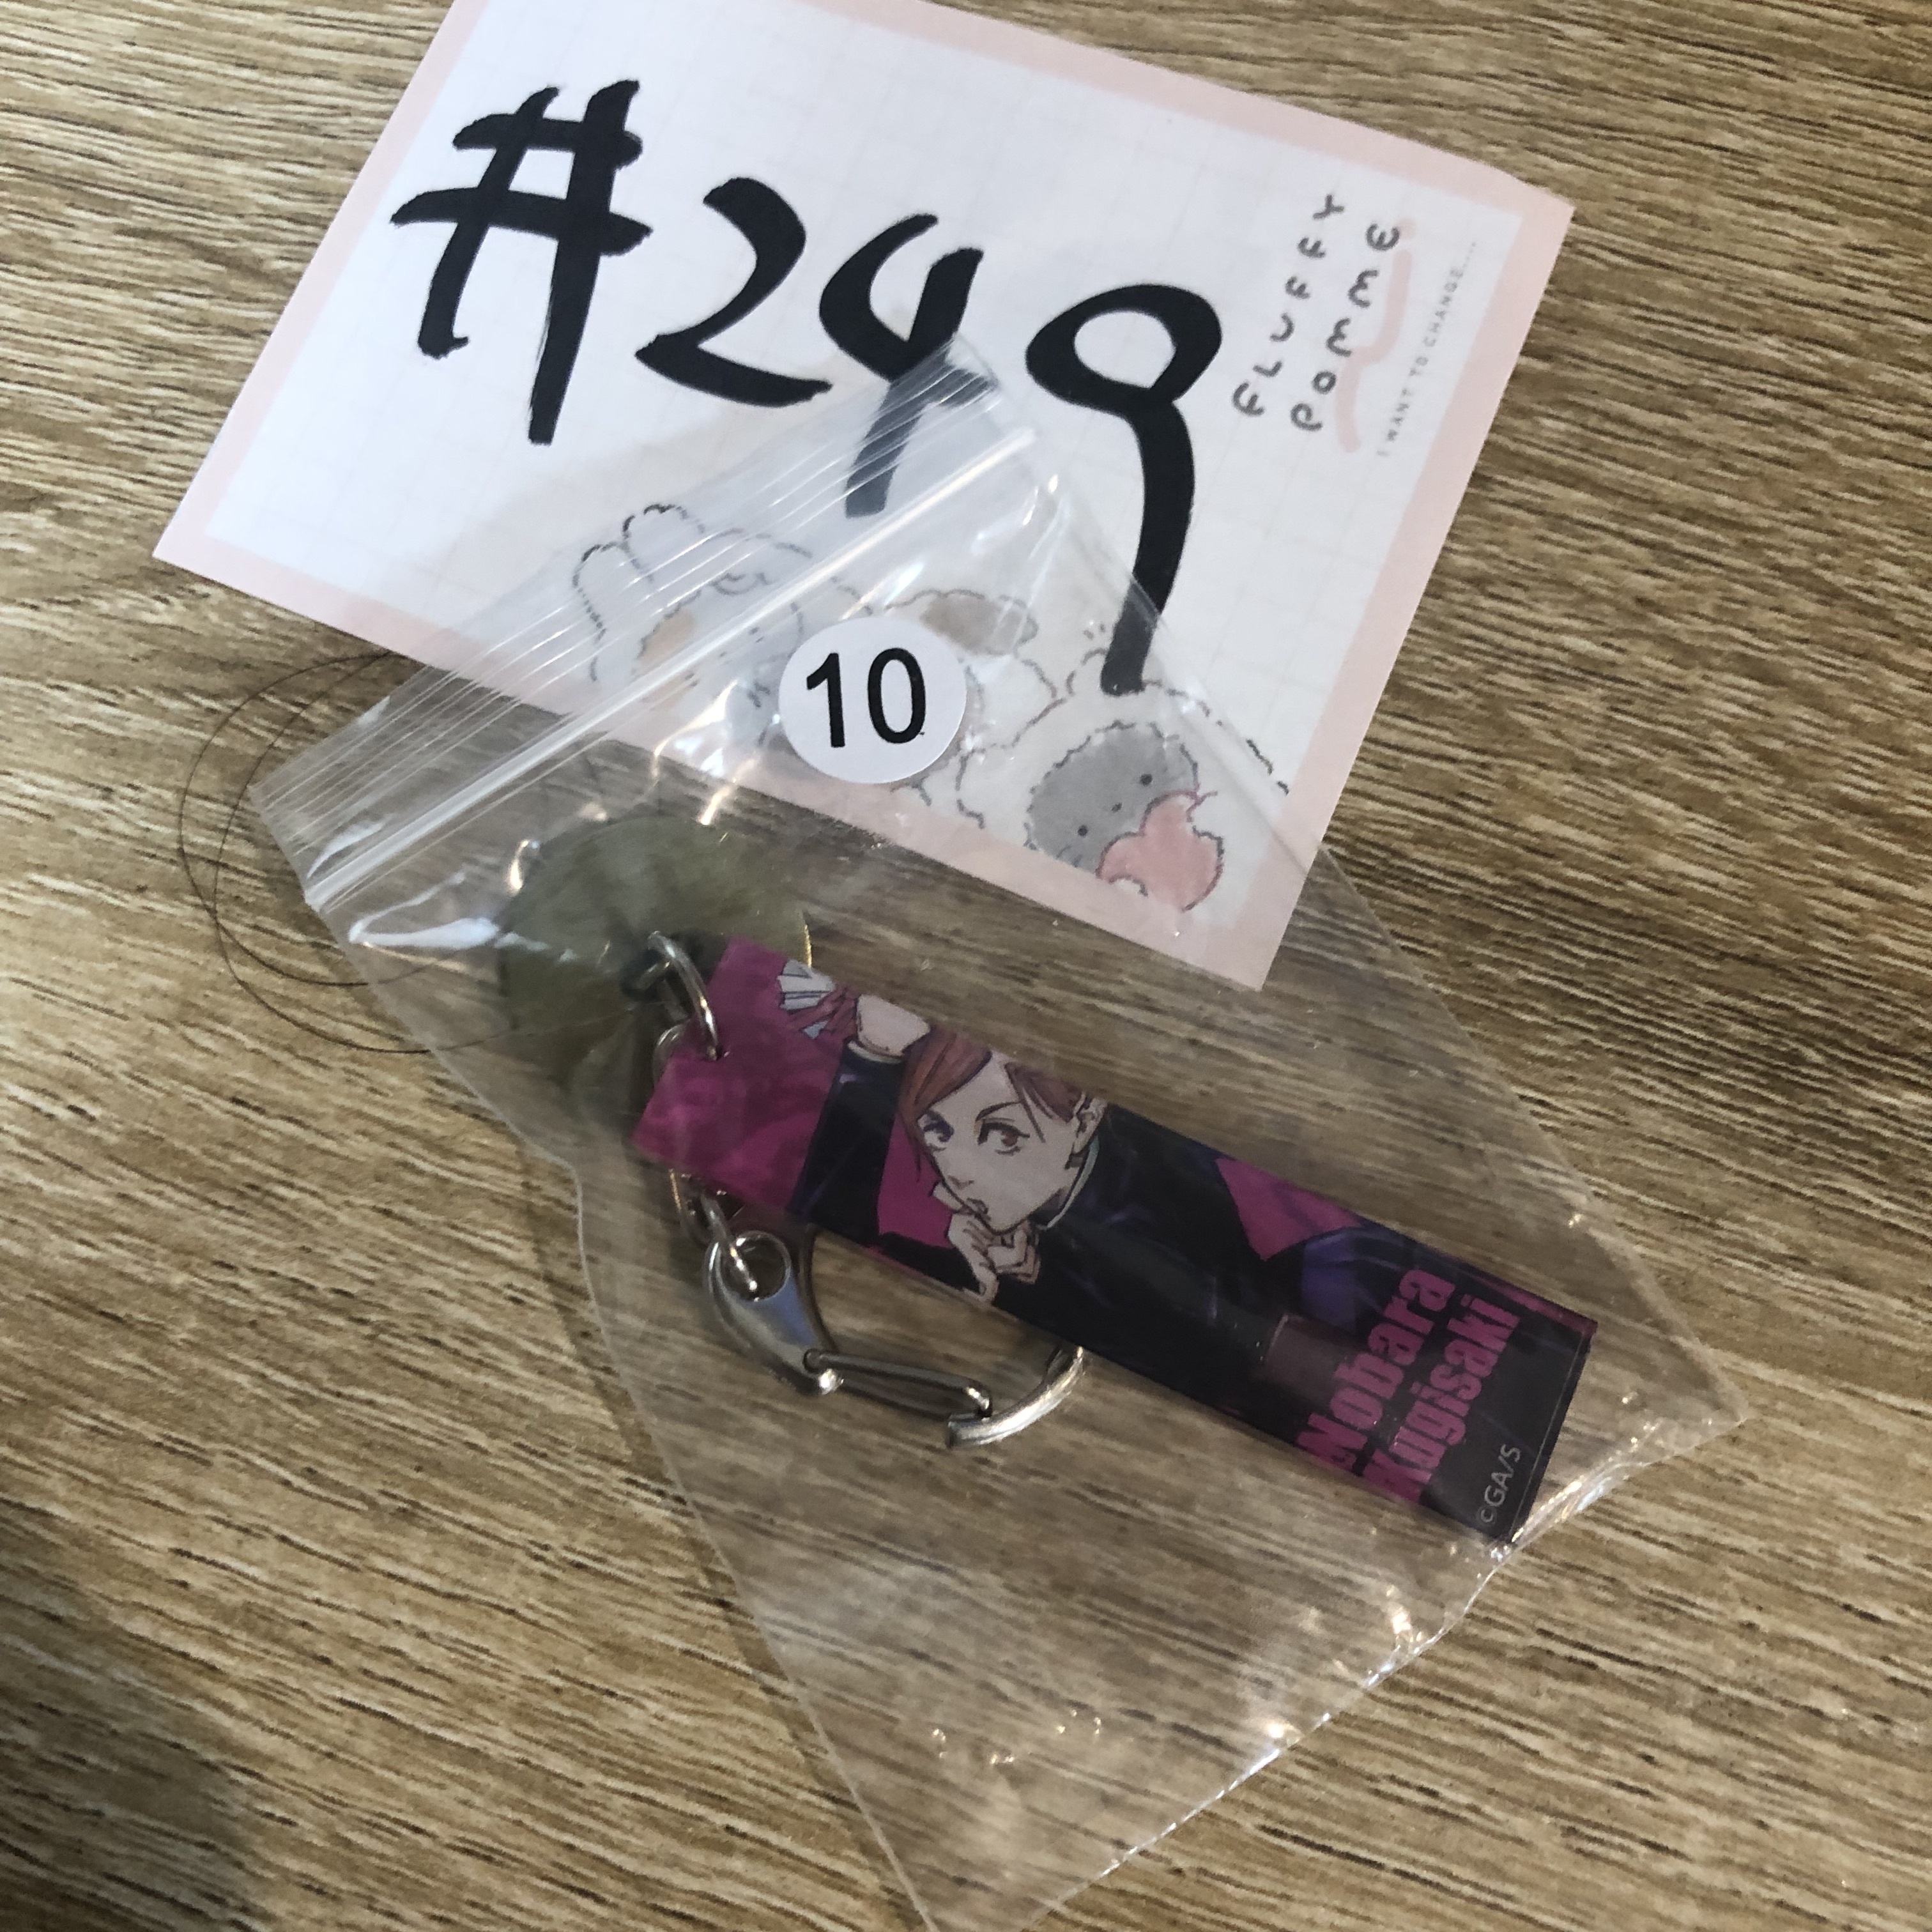 #249
FLUFFY
POMME
I WANT TO CHANGE....
10
Nobara
Kugisaki
©GA/S